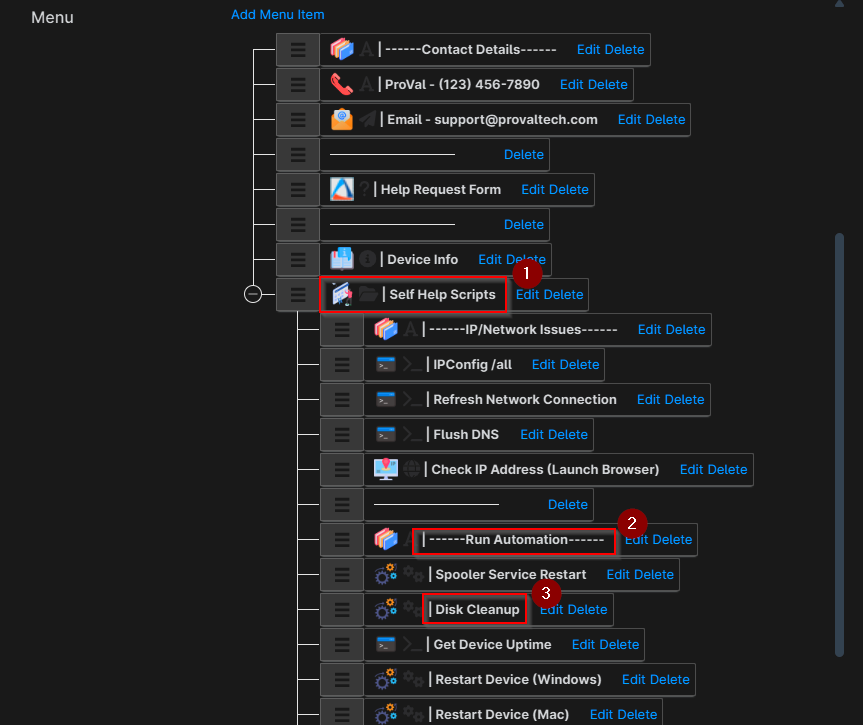 Menu
Add Menu Item
A | ------Contact Details------ Edit Delete
A | ProVal - (123) 456-7890 Edit Delete
| Email - support@provaltech.com Edit Delete
Delete
? | Help Request Form Edit Delete
Delete
| Device Info Edit Delete
1
| Self Help Scripts Edit Delete
A | ------IP/Network Issues------ Edit Delete
| IPConfig /all Edit Delete
| Refresh Network Connection Edit Delete
| Flush DNS Edit Delete
| Check IP Address (Launch Browser) Edit Delete
Delete
2
A | ------Run Automation------ Edit Delete
| Spooler Service Restart Edit Delete
3
| Disk Cleanup Edit Delete
| Get Device Uptime Edit Delete
| Restart Device (Windows) Edit Delete
| Restart Device (Mac) Edit Delete